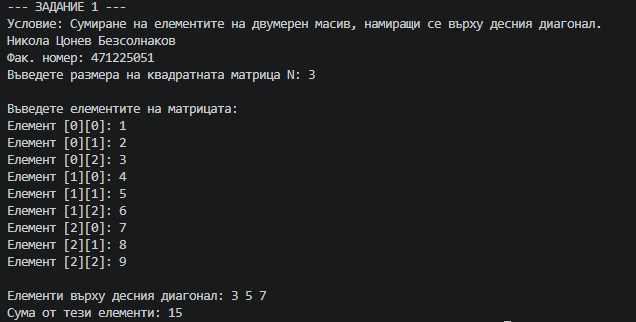 --- ЗАДАНИЕ 1 ---
Условие: Сумиране на елементите на двумерен масив, намиращи се върху десния диагонал.
Никола Цонев Безсолнаков
Фак. номер: 471225051
Въведете размера на квадратната матрица N: 3
Въведете елементите на матрицата:
Елемент [0][0]: 1
Елемент [0][1]: 2
Елемент [0][2]: 3
Елемент [1][0]: 4
Елемент [1][1]: 5
Елемент [1][2]: 6
Елемент [2][0]: 7
Елемент [2][1]: 8
Елемент [2][2]: 9
Елементи върху десния диагонал: 3 5 7
Сума от тези елементи: 15